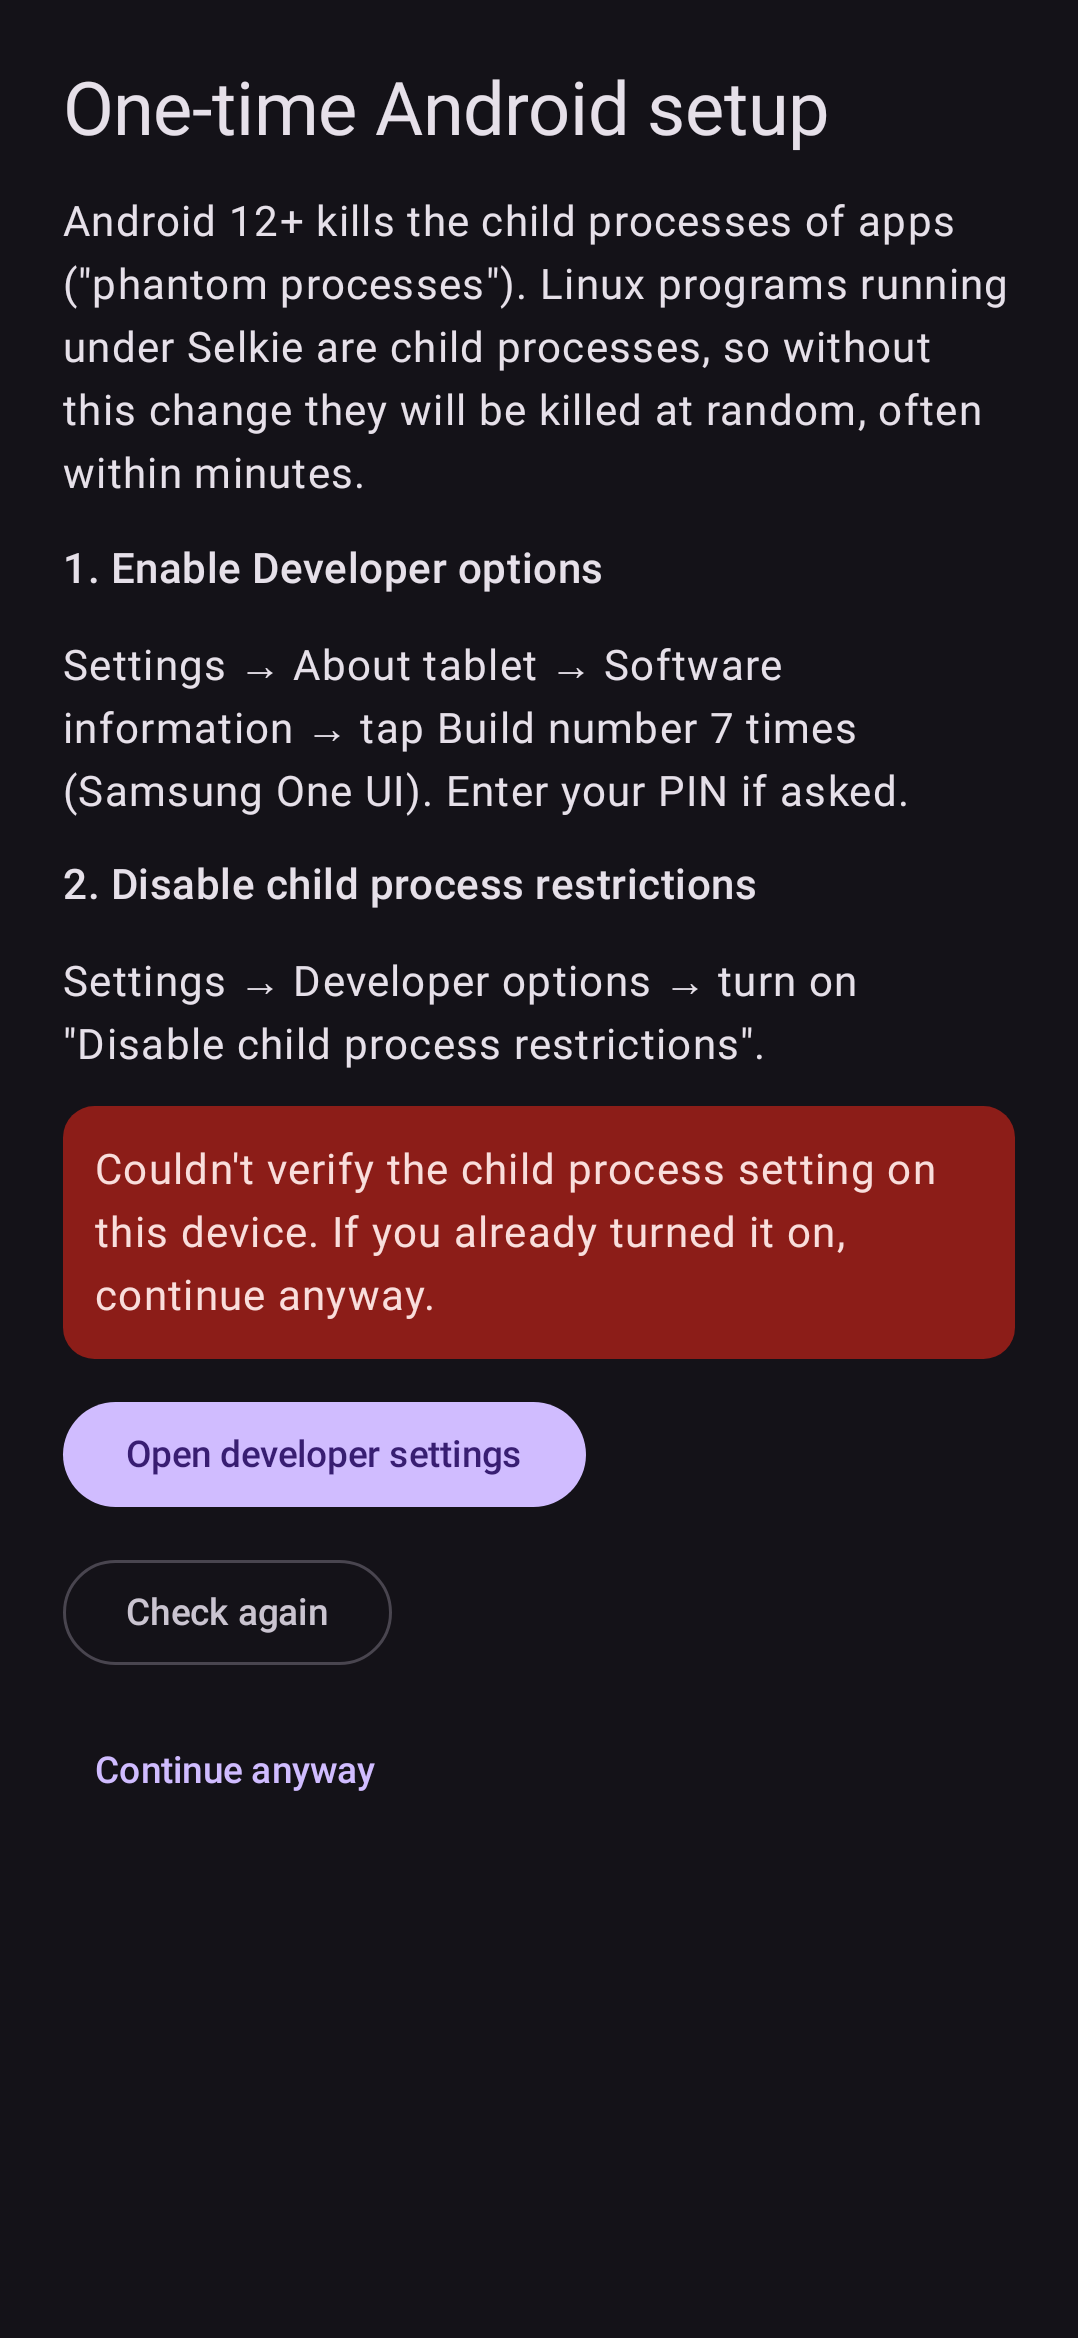 One-time Android setup
Android 12+ kills the child processes of apps
("phantom processes"). Linux programs running
under Selkie are child processes, so without
this change they will be killed at random, often
within minutes.
1. Enable Developer options
Settings → About tablet → Software
information → tap Build number 7 times
(Samsung One UI). Enter your PIN if asked.
2. Disable child process restrictions
Settings → Developer options → turn on
"Disable child process restrictions".
Couldn't verify the child process setting on
this device. If you already turned it on,
continue anyway.
Open developer settings
Check again
Continue anyway